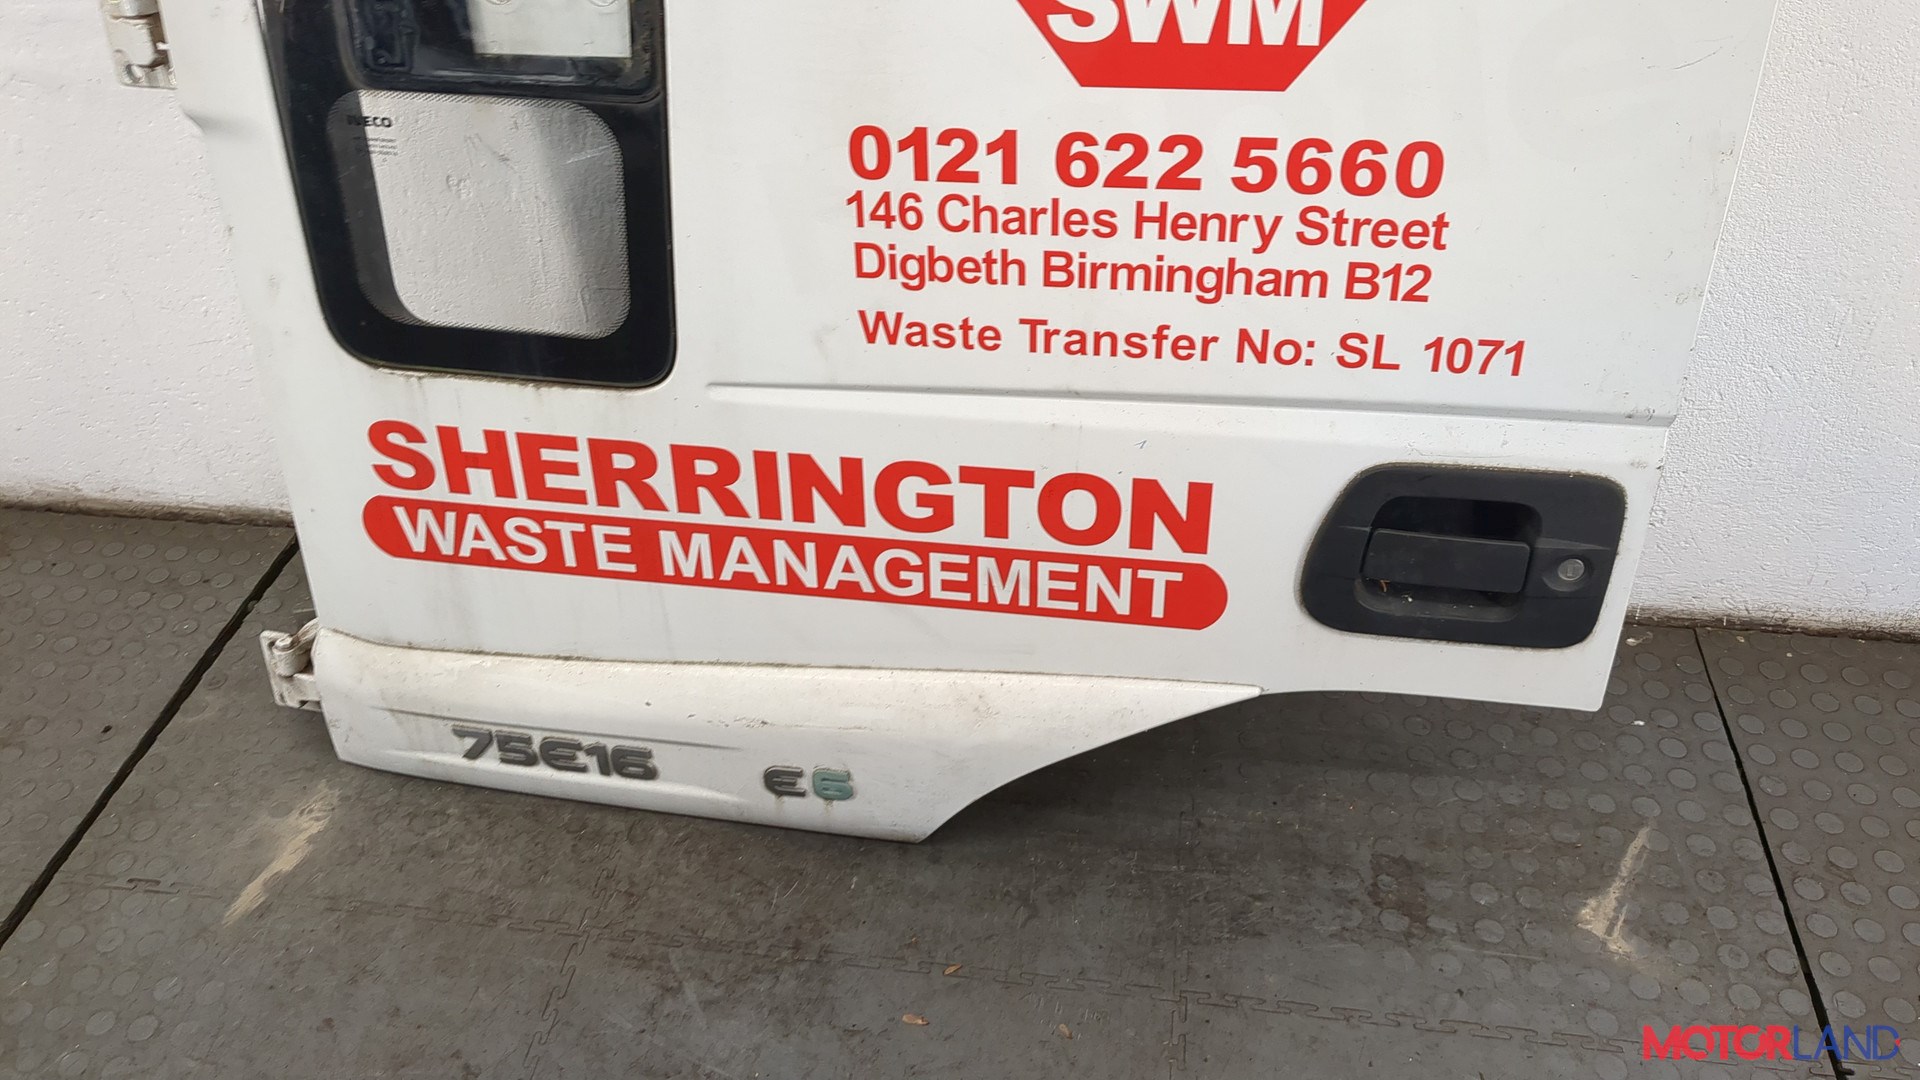 SWM
IVECO
0121 622 5660
146 Charles Henry Street
Digbeth Birmingham B12
Waste Transfer No: SL 1071
SHERRINGTON
WASTE MANAGEMENT
75E16 E6
MOTORLAND